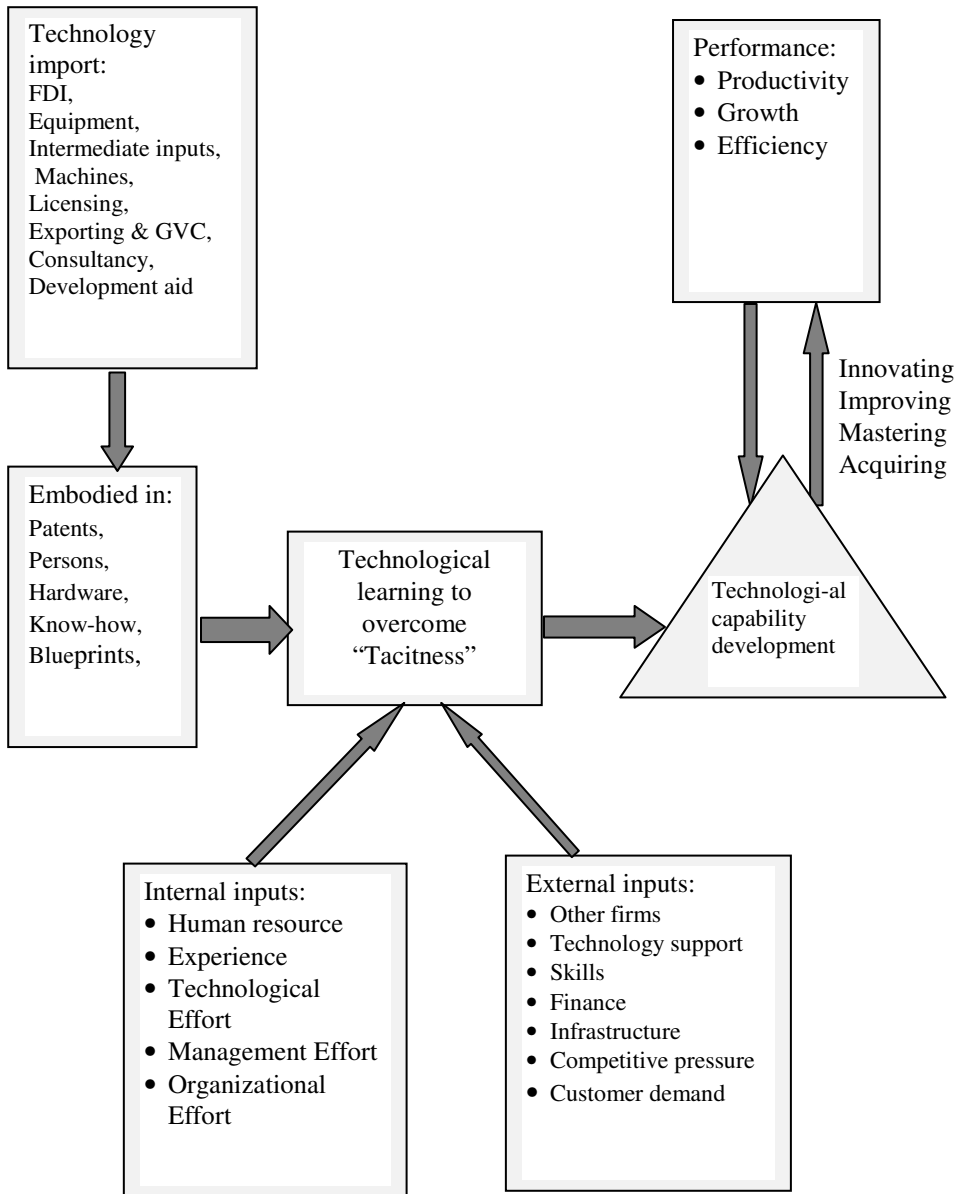 Technology
import:
FDI,
Equipment,
Intermediate inputs,
Machines,
Licensing,
Exporting & GVC,
Consultancy,
Development aid
Performance:
• Productivity
• Growth
• Efficiency
Innovating
Improving
Mastering
Acquiring
Embodied in:
Patents,
Persons,
Hardware,
Know-how,
Blueprints,
Technological
learning to
overcome
“Tacitness”
Technologi-al
capability
development
Internal inputs:
• Human resource
• Experience
• Technological
Effort
• Management Effort
• Organizational
Effort
External inputs:
• Other firms
• Technology support
• Skills
• Finance
• Infrastructure
• Competitive pressure
• Customer demand